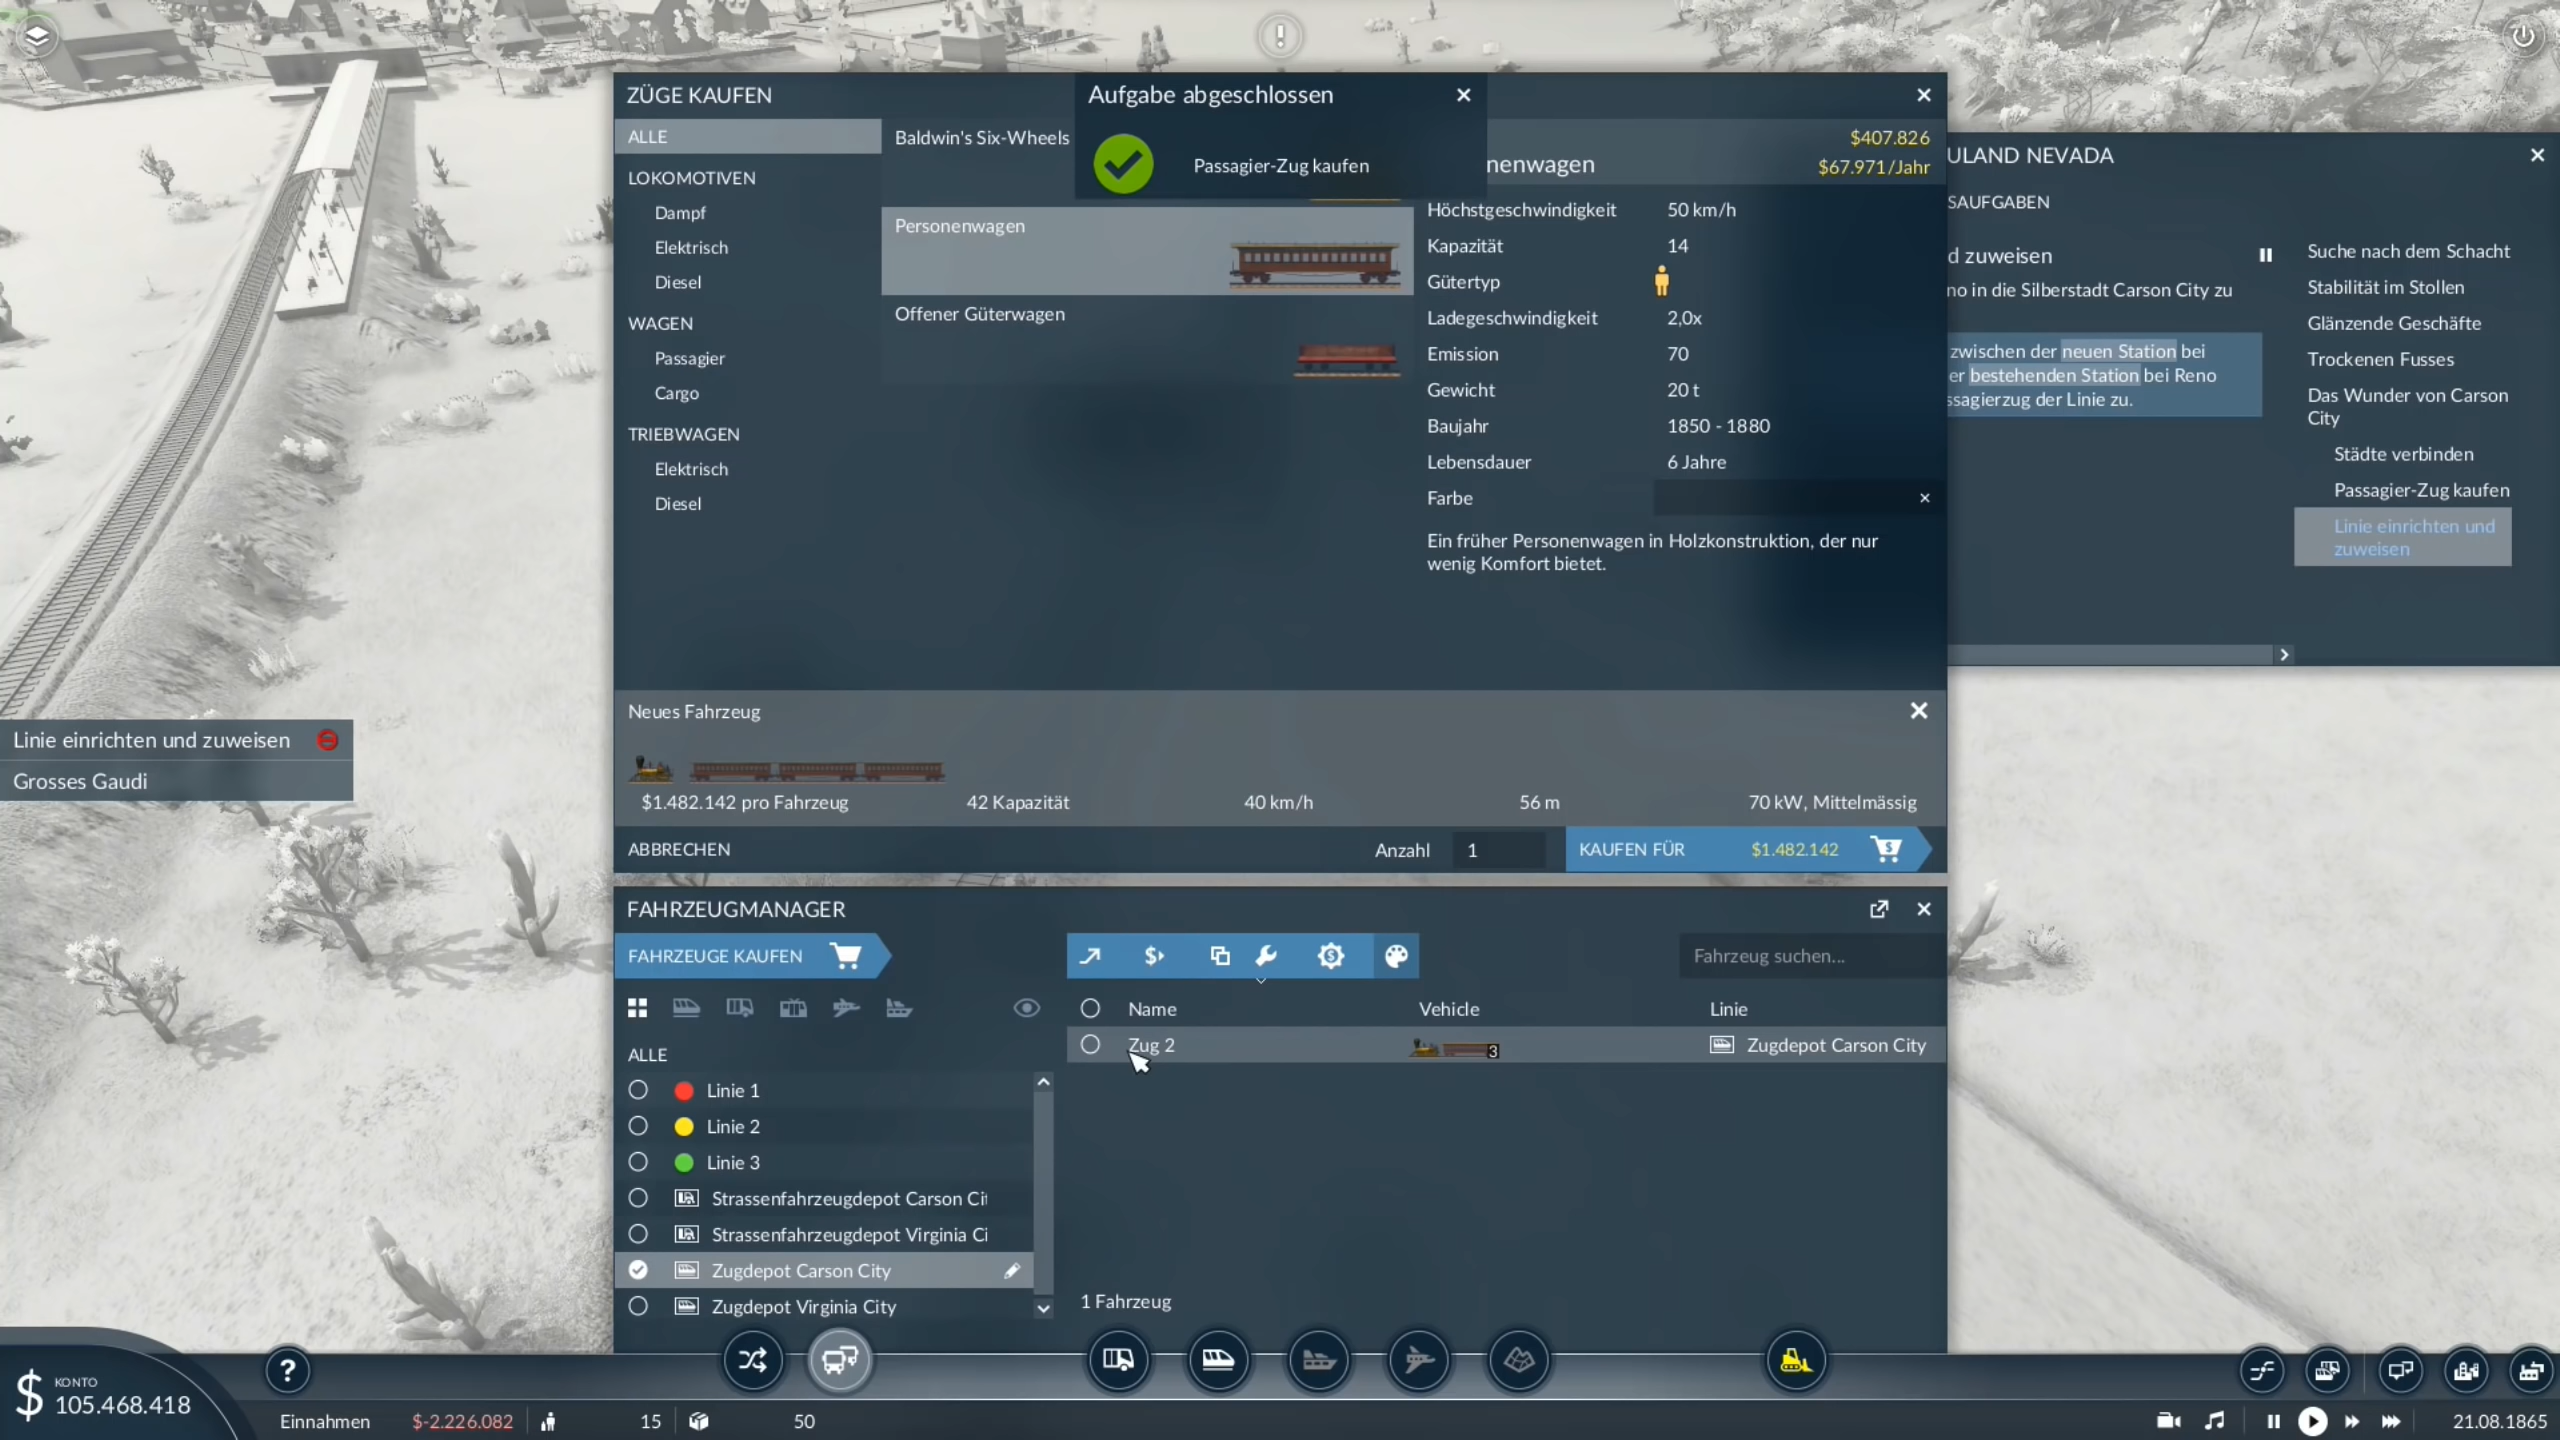 ZÜGE KAUFEN
ALLE
LOKOMOTIVEN
Dampf
Elektrisch
Diesel
WAGEN
Passagier
Cargo
TRIEBWAGEN
Elektrisch
Diesel
Baldwin's Six-Wheels
Personenwagen
Offener Güterwagen
Aufgabe abgeschlossen
Passagier-Zug kaufen
nenwagen
$407.826
$67.971/Jahr
Höchstgeschwindigkeit 50 km/h
Kapazität 14
Gütertyp
Ladegeschwindigkeit 2,0x
Emission 70
Gewicht 20 t
Baujahr 1850 - 1880
Lebensdauer 6 Jahre
Farbe
Ein früher Personenwagen in Holzkonstruktion, der nur
wenig Komfort bietet.
ULAND NEVADA
SAUFGABEN
d zuweisen
no in die Silberstadt Carson City zu
zwischen der neuen Station bei
er bestehenden Station bei Reno
ssagierzug der Linie zu.
Suche nach dem Schacht
Stabilität im Stollen
Glänzende Geschäfte
Trockenen Fusses
Das Wunder von Carson
City
Städte verbinden
Passagier-Zug kaufen
Linie einrichten und
zuweisen
Linie einrichten und zuweisen
Grosses Gaudi
Neues Fahrzeug
$1.482.142 pro Fahrzeug 42 Kapazität 40 km/h 56 m 70 kW, Mittelmässig
ABBRECHEN Anzahl 1 KAUFEN FÜR $1.482.142
FAHRZEUGMANAGER
FAHRZEUGE KAUFEN
Fahrzeug suchen...
ALLE
Linie 1
Linie 2
Linie 3
Strassenfahrzeugdepot Carson Cit
Strassenfahrzeugdepot Virginia Ci
Zugdepot Carson City
Zugdepot Virginia City
Name Vehicle Linie
Zug 2 3 Zugdepot Carson City
1 Fahrzeug
KONTO
$ 105.468.418
?
Einnahmen $-2.226.082 15 50
21.08.1865